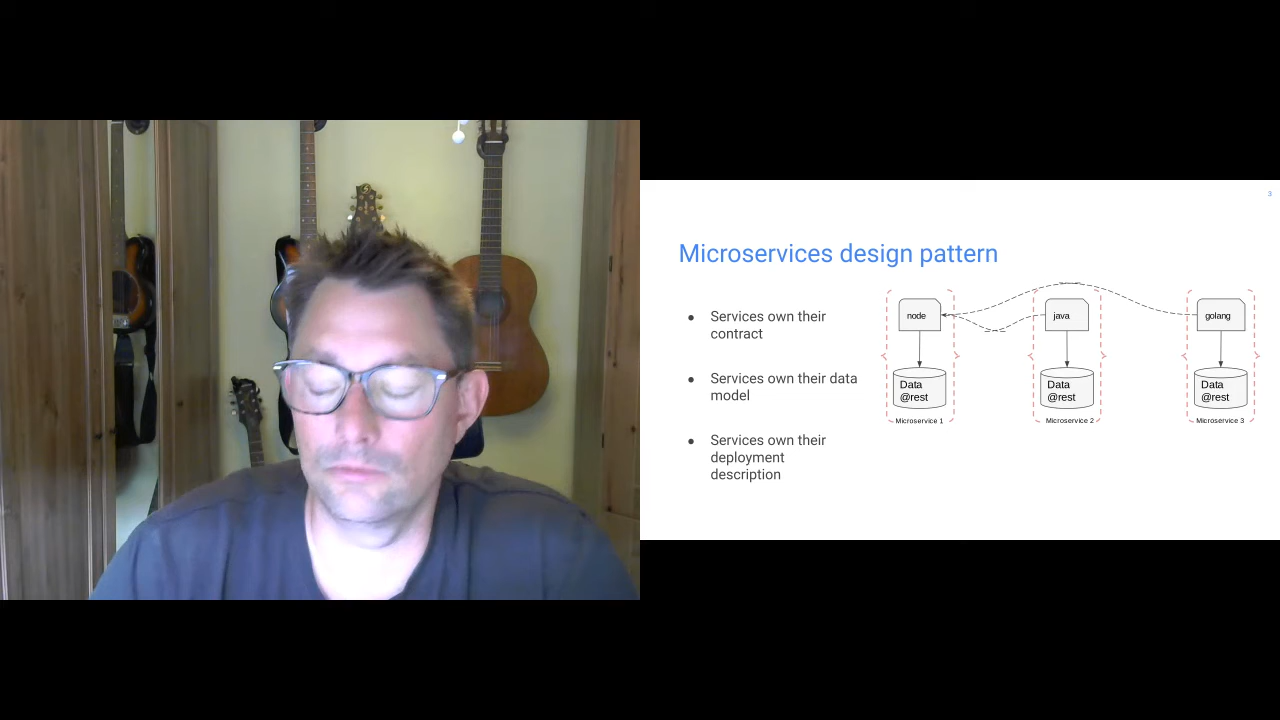 3
Microservices design pattern
● Services own their
contract
● Services own their data
model
● Services own their
deployment
description
node
java
golang
Data
@rest
Data
@rest
Data
@rest
Microservice 1
Microservice 2
Microservice 3